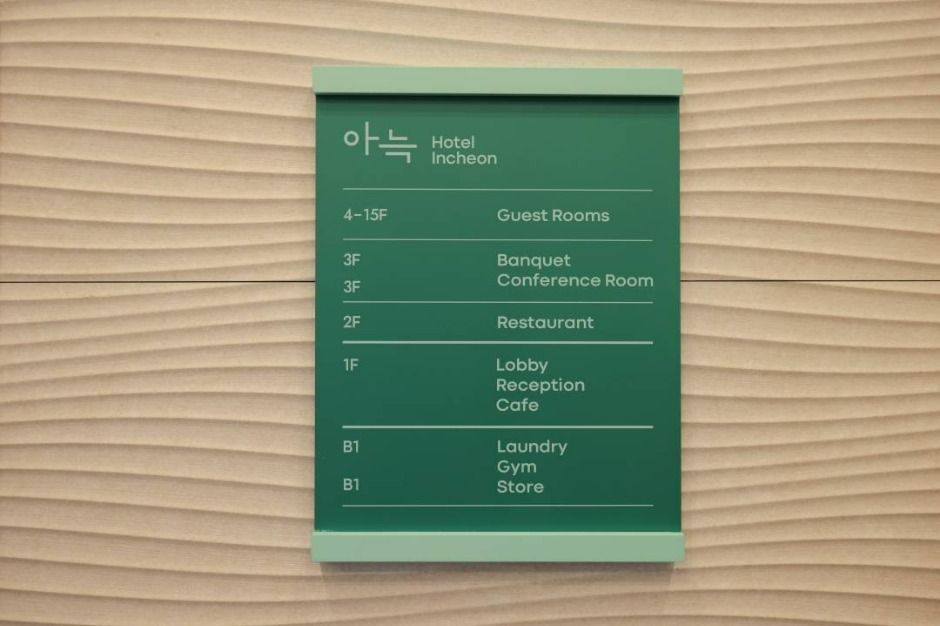 아늑 Hotel
Incheon
4-15F Guest Rooms
3F Banquet
3F Conference Room
2F Restaurant
1F Lobby
Reception
Cafe
B1 Laundry
Gym
B1 Store